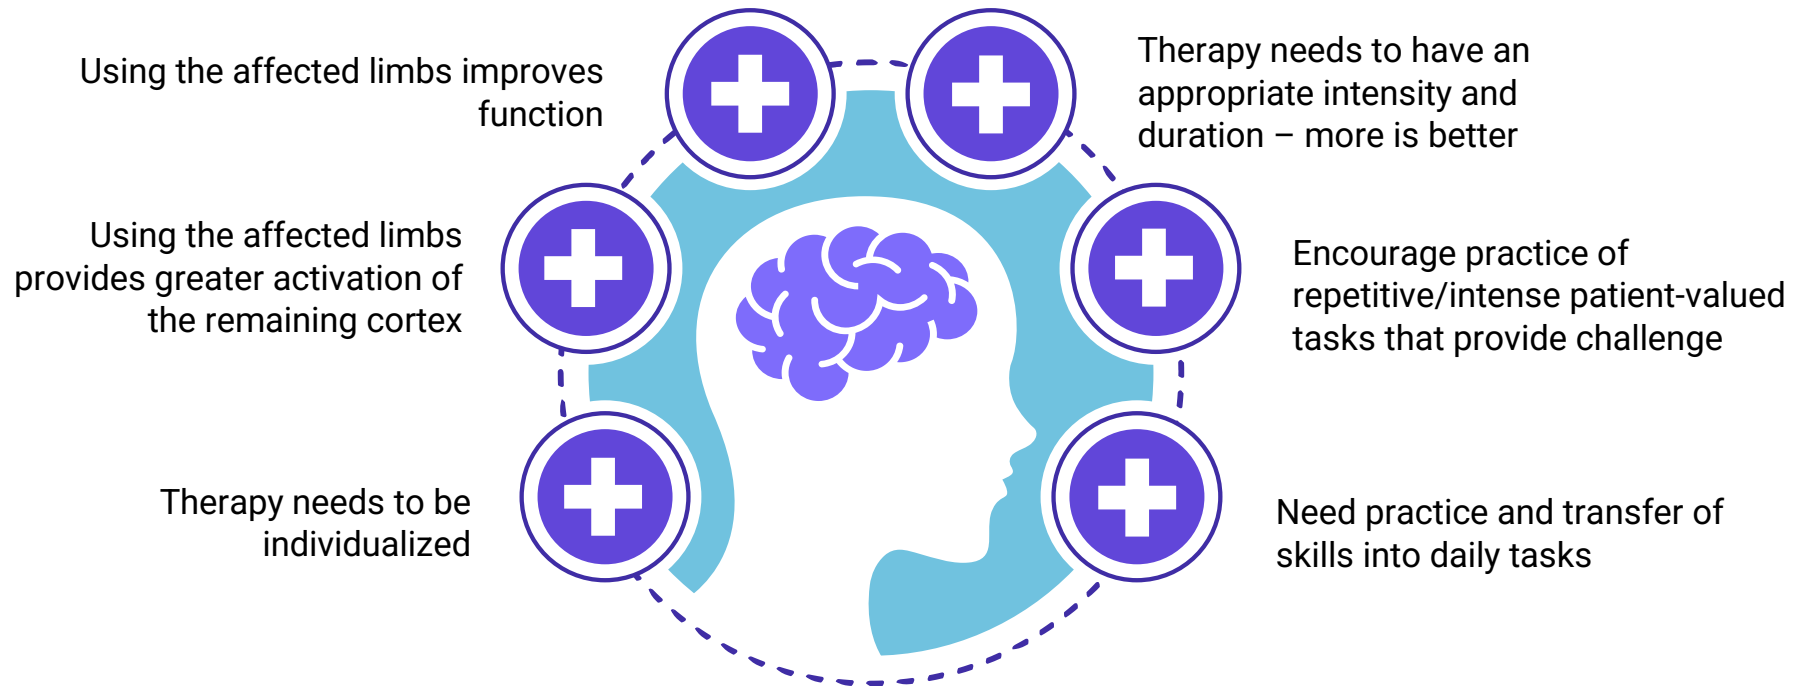 Using the affected limbs improves
function
Therapy needs to have an
appropriate intensity and
duration – more is better
Using the affected limbs
provides greater activation of
the remaining cortex
Encourage practice of
repetitive/intense patient-valued
tasks that provide challenge
Therapy needs to be
individualized
Need practice and transfer of
skills into daily tasks